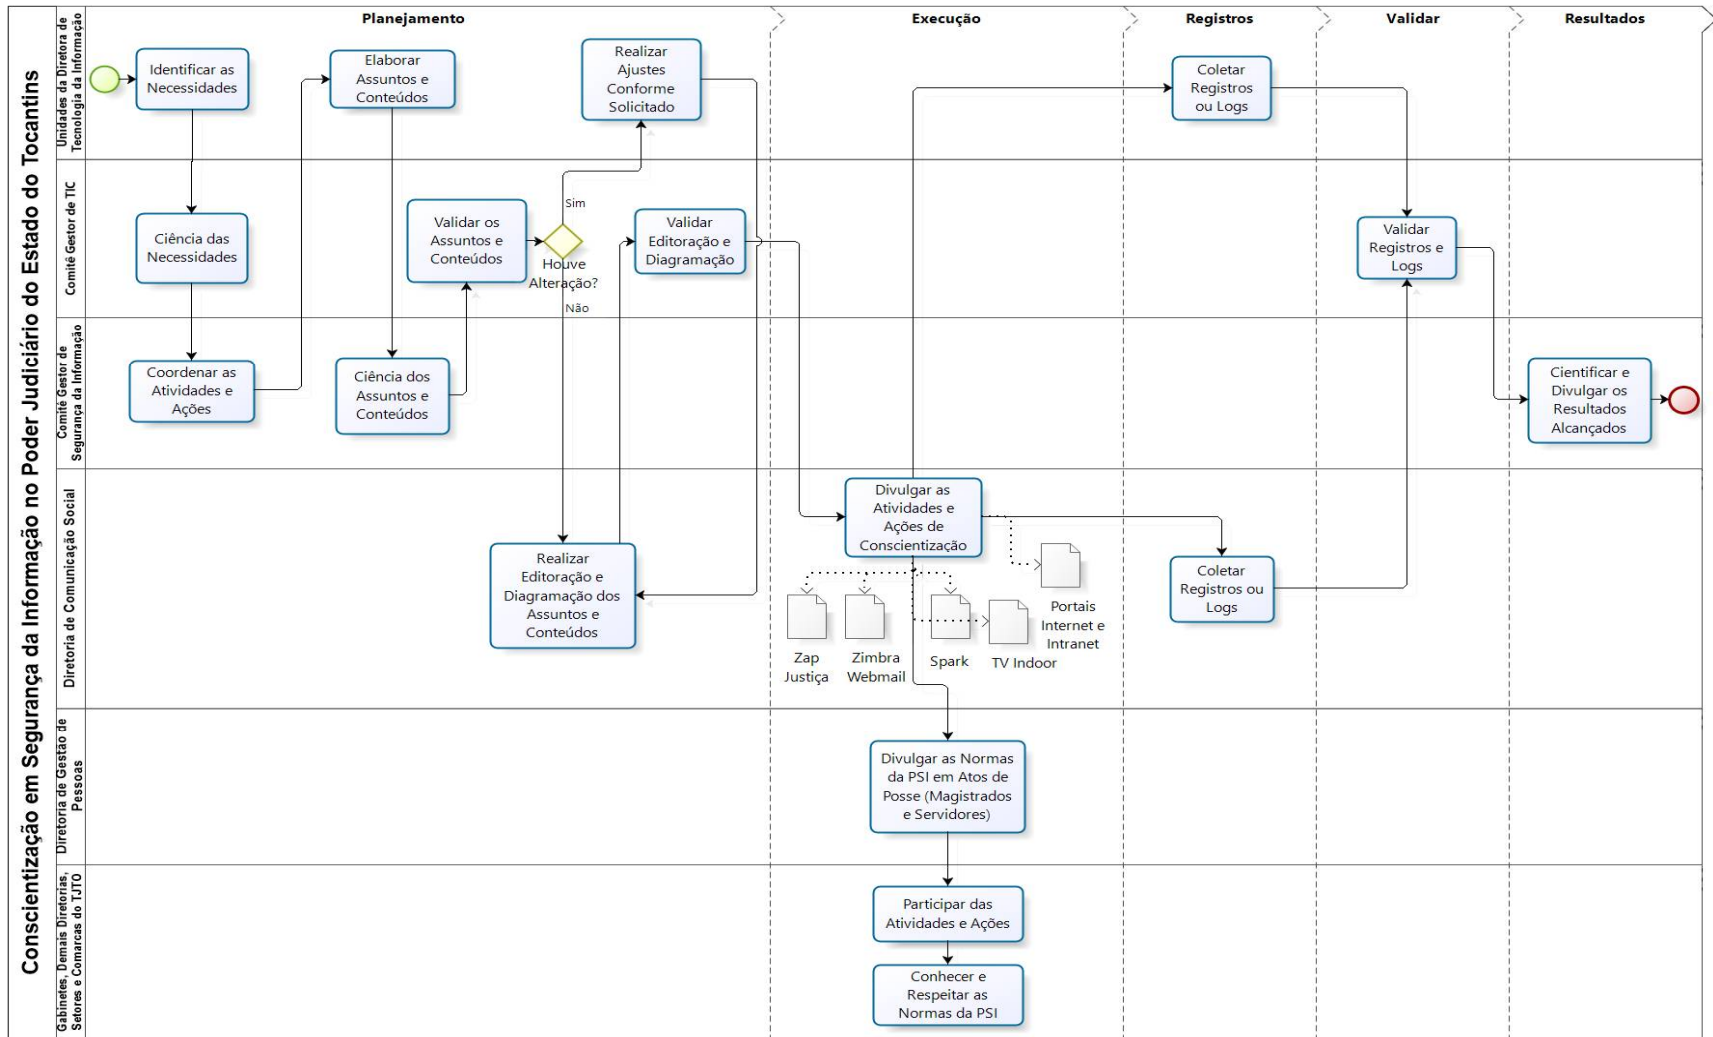 Conscientização em Segurança da Informação no Poder Judiciário do Estado do Tocantins
Planejamento
Execução
Registros
Validar
Resultados
Unidades da Diretora de
Tecnologia da Informação
Identificar as
Necessidades
Elaborar
Assuntos e
Conteúdos
Realizar
Ajustes
Conforme
Solicitado
Coletar
Registros
ou Logs
Comitê Gestor de TIC
Ciência das
Necessidades
Validar os
Assuntos e
Conteúdos
Sim
Houve
Alteração?
Não
Validar
Editoração e
Diagramação
Validar
Registros e
Logs
Comitê Gestor de
Segurança da Informação
Coordenar as
Atividades e
Ações
Ciência dos
Assuntos e
Conteúdos
Cientificar e
Divulgar os
Resultados
Alcançados
Diretoria de Comunicação Social
Realizar
Editoração e
Diagramação dos
Assuntos e
Conteúdos
Divulgar as
Atividades e
Ações de
Conscientização
Zap
Justiça
Zimbra
Webmail
Spark
TV Indoor
Portais
Internet e
Intranet
Coletar
Registros ou
Logs
Diretoria de Gestão de
Pessoas
Divulgar as Normas
da PSI em Atos de
Posse (Magistrados
e Servidores)
Gabinetes, Demais Diretorias,
Setores e Comarcas do TJTO
Participar das
Atividades e Ações
Conhecer e
Respeitar as
Normas da PSI